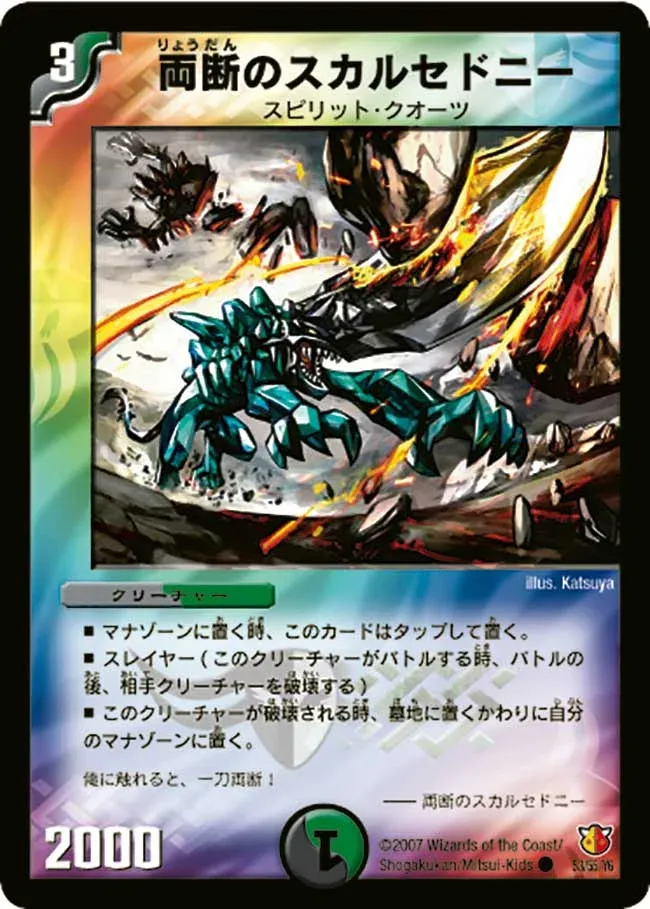 3
りょうだん
両断のスカルセドニー
スピリット・クオーツ
illus. Katsuya
クリーチャー
■ マナゾーンに置く時、このカードはタップして置く。
■ スレイヤー(このクリーチャーがバトルする時、バトルの
後、相手クリーチャーを破壊する)
■ このクリーチャーが破壊される時、墓地に置くかわりに自分
のマナゾーンに置く。
俺に触れると、一刀両断!
―― 両断のスカルセドニー
2000
1
©2007 Wizards of the Coast/
Shogakukan/Mitsui-Kids
53/55 Y6